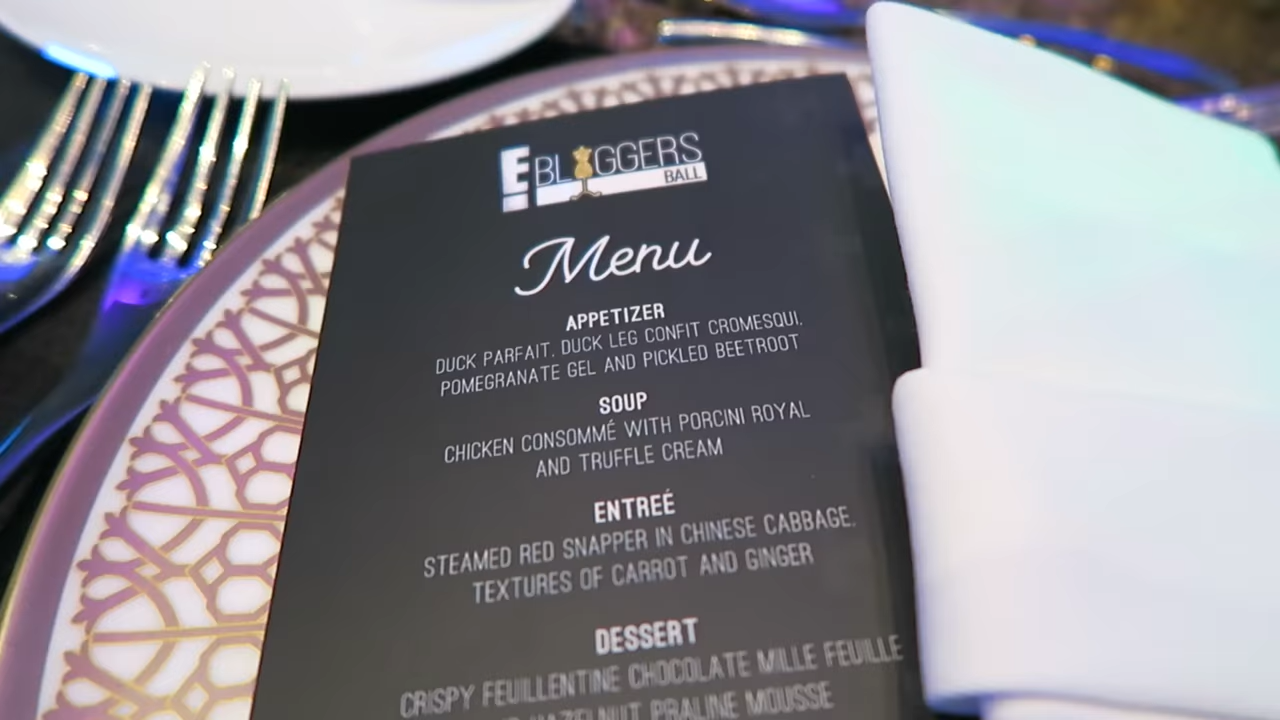 E! BLOGGERS
BALL
Menu
APPETIZER
DUCK PARFAIT, DUCK LEG CONFIT CROMESQUI,
POMEGRANATE GEL AND PICKLED BEETROOT
SOUP
CHICKEN CONSOMMÉ WITH PORCINI ROYAL
AND TRUFFLE CREAM
ENTREÉ
STEAMED RED SNAPPER IN CHINESE CABBAGE,
TEXTURES OF CARROT AND GINGER
DESSERT
CRISPY FEUILLENTINE CHOCOLATE MILLE FEUILLE
HAZELNUT PRALINE MOUSSE